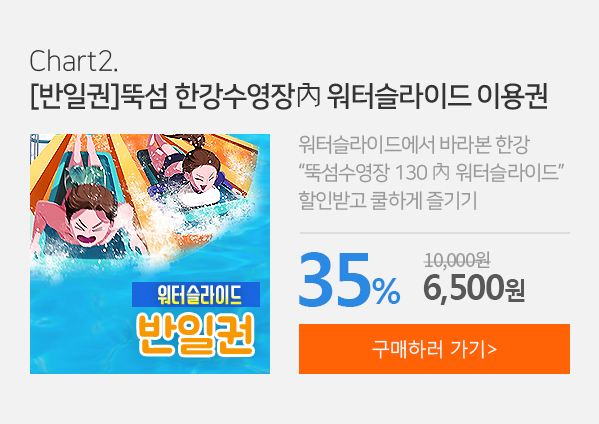 Chart2.
[반일권]뚝섬 한강수영장內 워터슬라이드 이용권
워터슬라이드에서 바라본 한강
“뚝섬수영장 130 內 워터슬라이드”
할인받고 쿨하게 즐기기
35%
10,000원
6,500원
워터슬라이드
반일권
구매하러 가기>